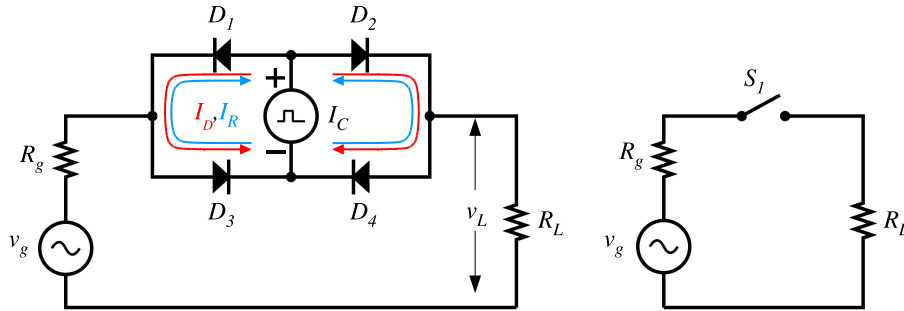 D1 D2
+
ID,IR IC
−
D3 D4
Rg
vg
vL
RL
S1
Rg
vg
RL